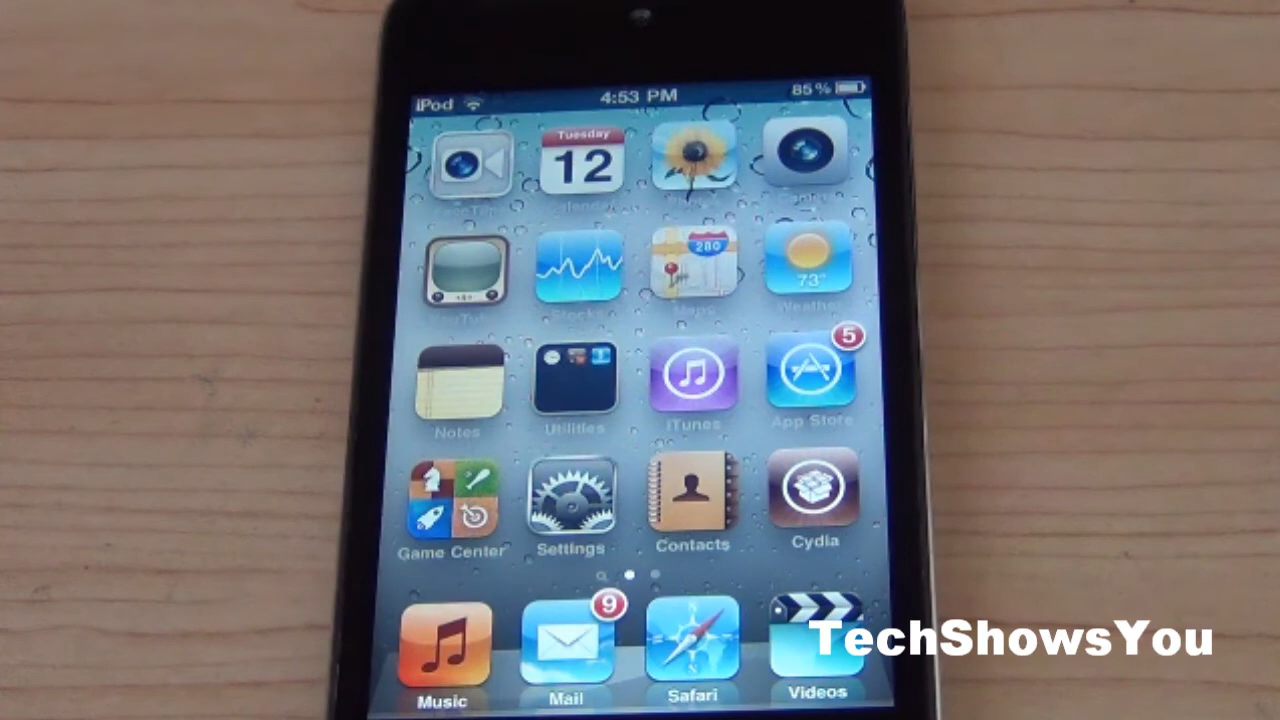 iPod 4:53 PM 85%
Tuesday
12
280
73°
5
Notes Utilities iTunes App Store
Game Center Settings Contacts Cydia
9
TechShowsYou
Music Mail Safari Videos